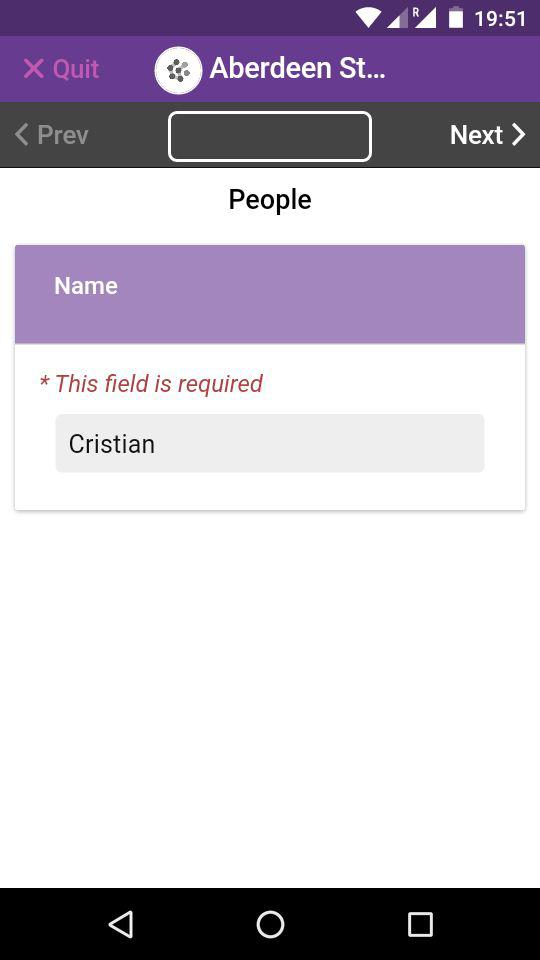 R 19:51
Quit Aberdeen St...
Prev Next
People
Name
* This field is required
Cristian